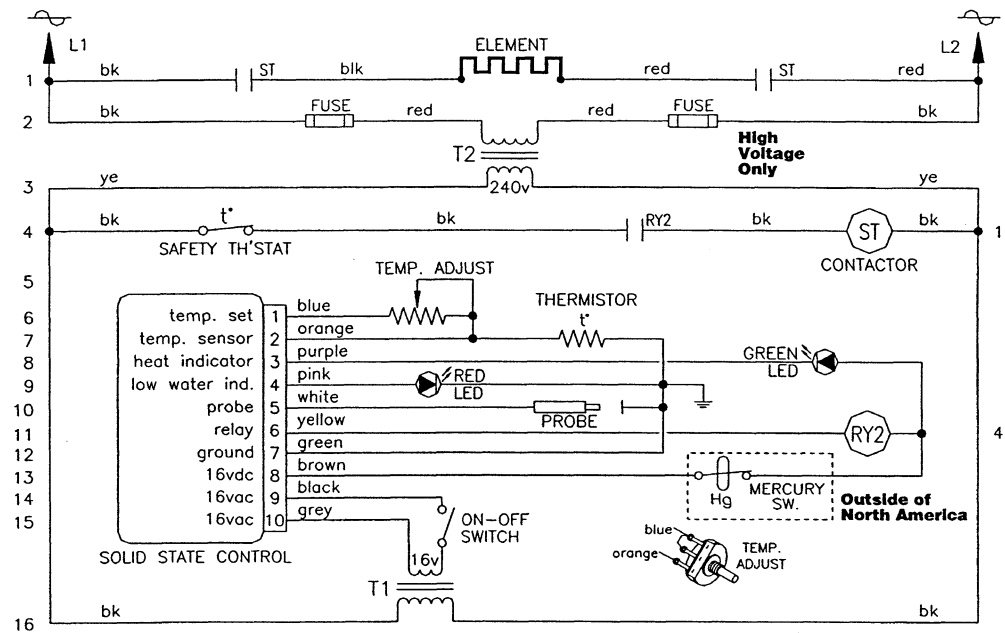 L1
L2
ELEMENT
1
bk
ST
blk
red
ST
red
2
bk
FUSE
red
red
FUSE
bk
T2
High
Voltage
Only
3
ye
240v
ye
4
bk
t°
bk
RY2
bk
ST
bk
1
SAFETY TH'STAT
CONTACTOR
5
TEMP. ADJUST
6
temp. set
1
blue
THERMISTOR
t°
7
temp. sensor
2
orange
8
heat indicator
3
purple
GREEN
LED
9
low water ind.
4
pink
RED
LED
10
probe
5
white
PROBE
11
relay
6
yellow
RY2
4
12
ground
7
green
13
16vdc
8
brown
Hg
MERCURY
SW.
Outside of
North America
14
16vac
9
black
15
16vac
10
grey
ON-OFF
SWITCH
SOLID STATE CONTROL
16v
blue
orange
TEMP.
ADJUST
T1
16
bk
bk